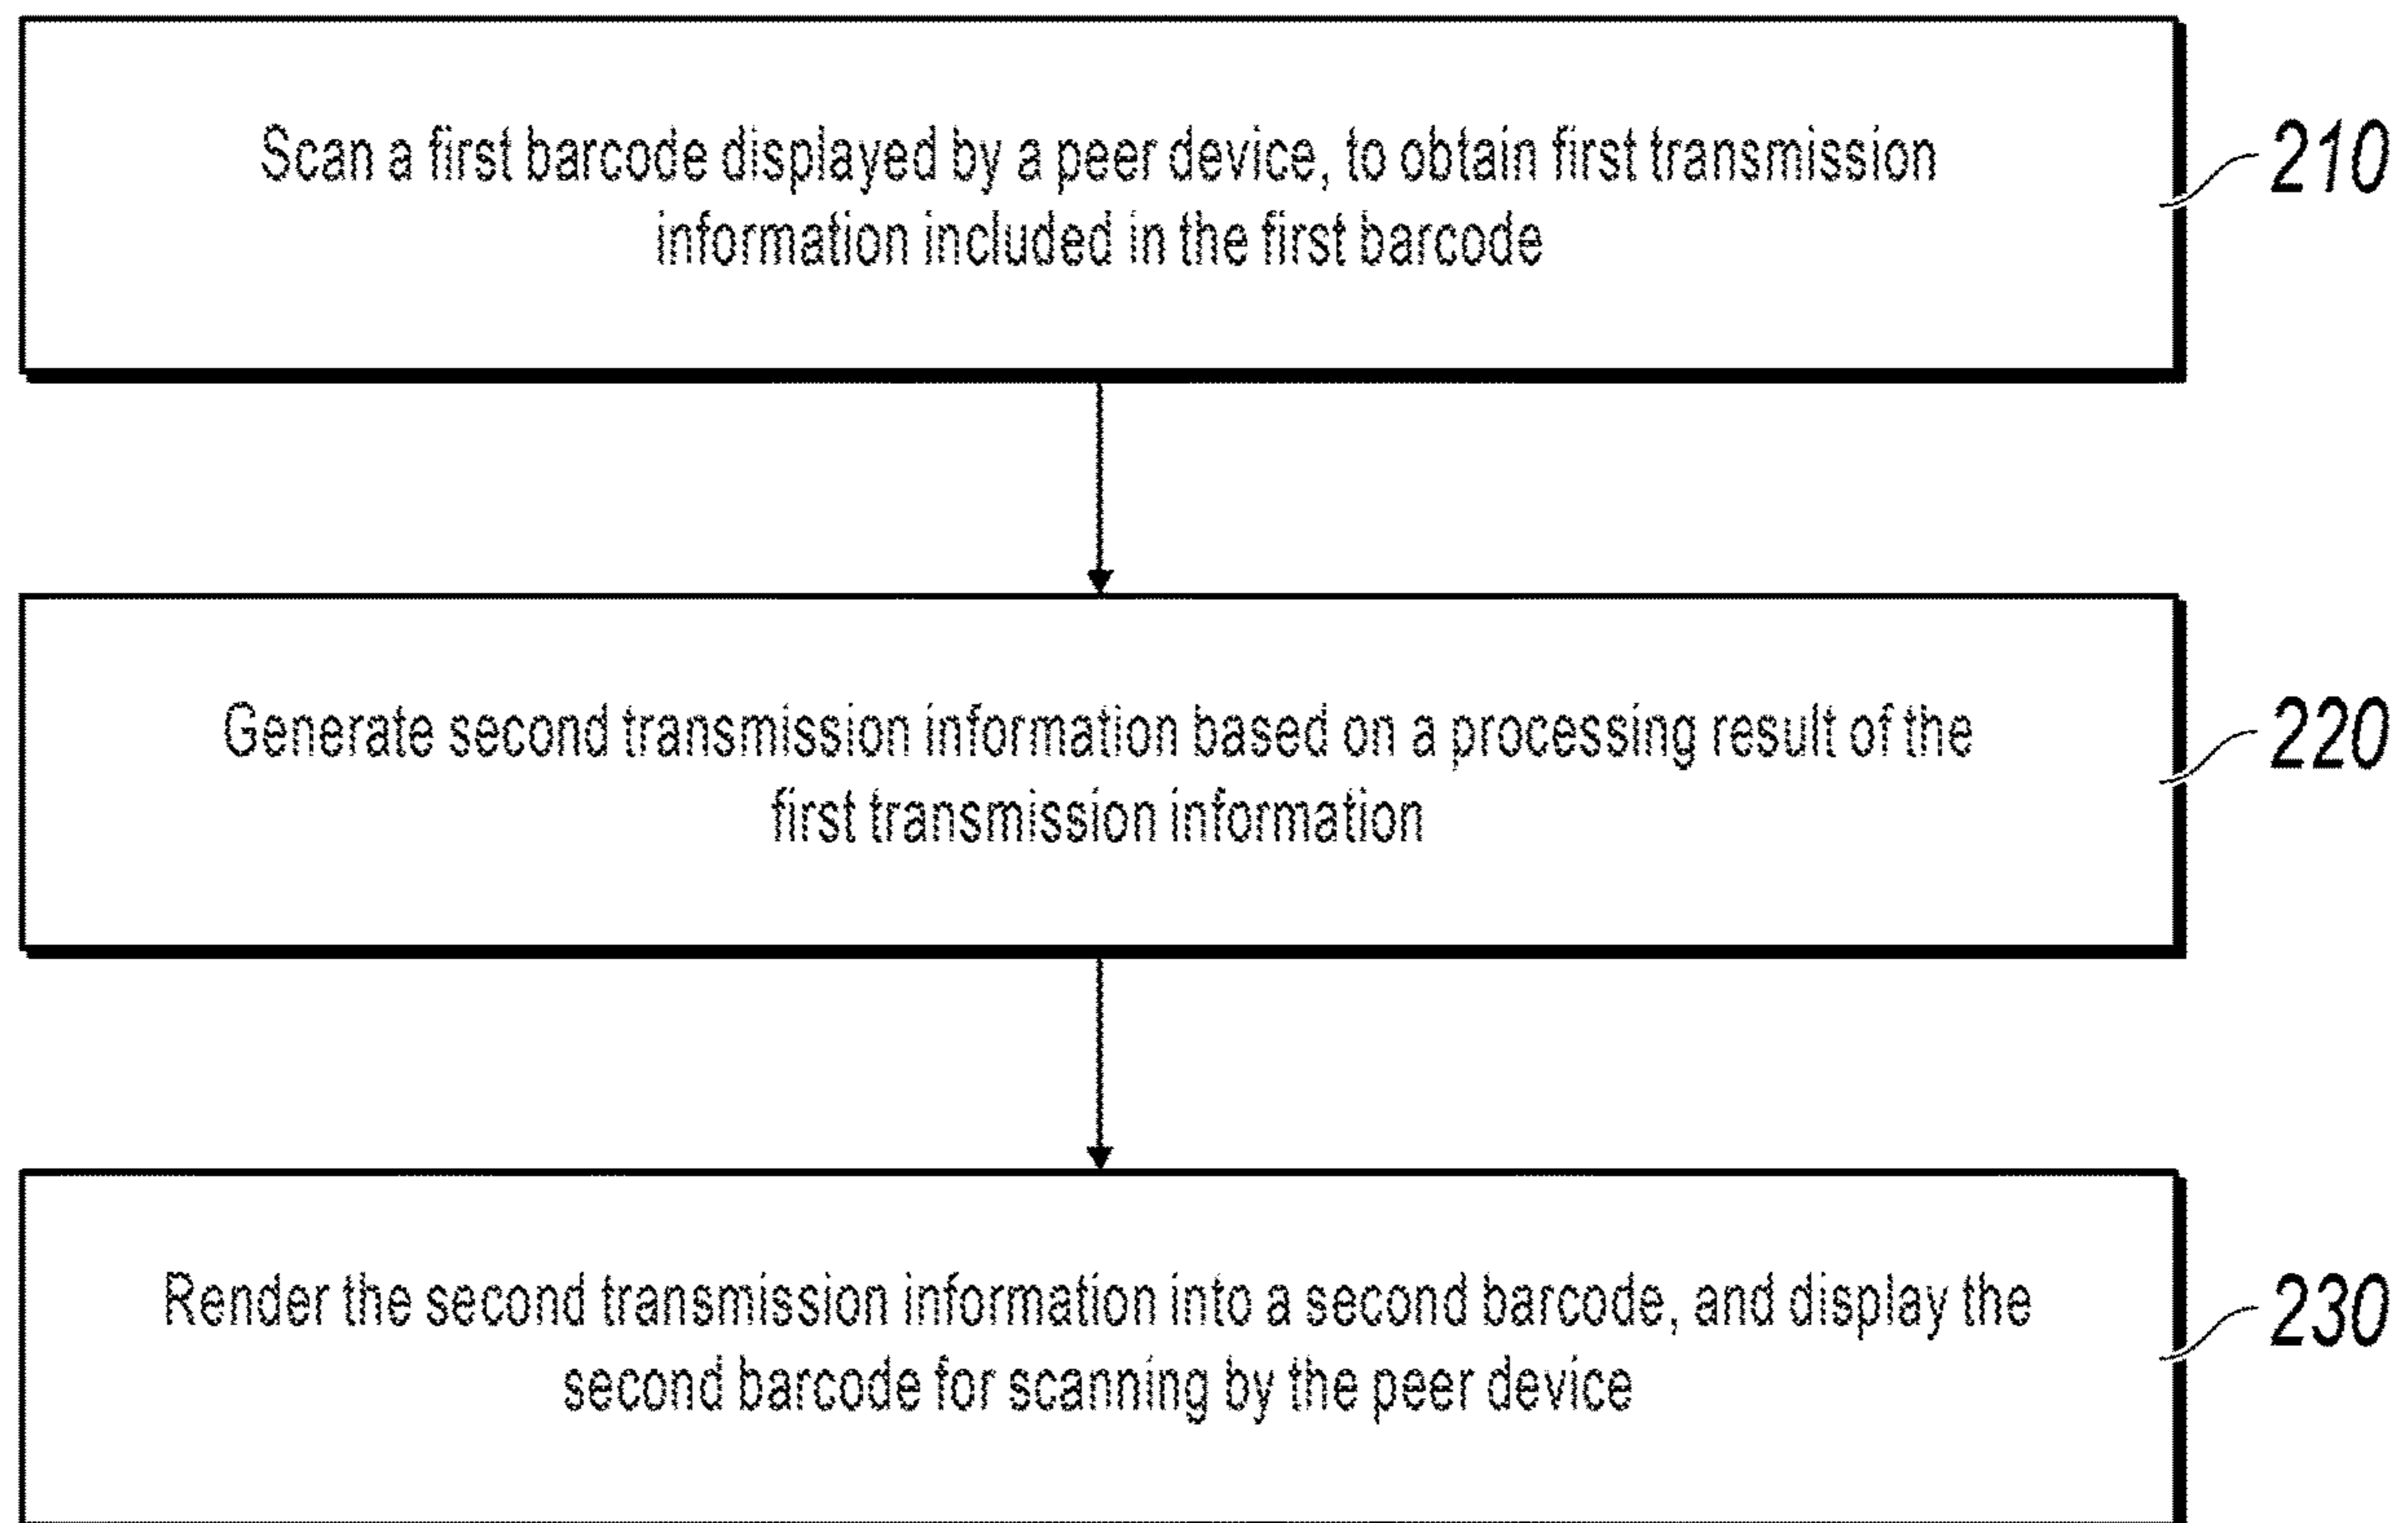 Scan a first barcode displayed by a peer device, to obtain first transmission
information included in the first barcode
210
Generate second transmission information based on a processing result of the
first transmission information
220
Render the second transmission information into a second barcode, and display the
second barcode for scanning by the peer device
230